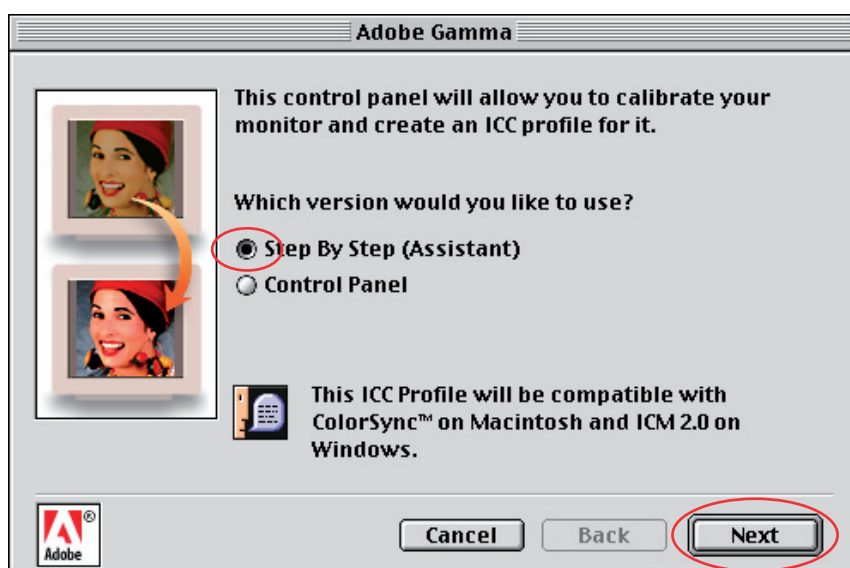 Adobe Gamma
This control panel will allow you to calibrate your
monitor and create an ICC profile for it.
Which version would you like to use?
Step By Step (Assistant)
Control Panel
This ICC Profile will be compatible with
ColorSync™ on Macintosh and ICM 2.0 on
Windows.
®
Adobe
Cancel
Back
Next